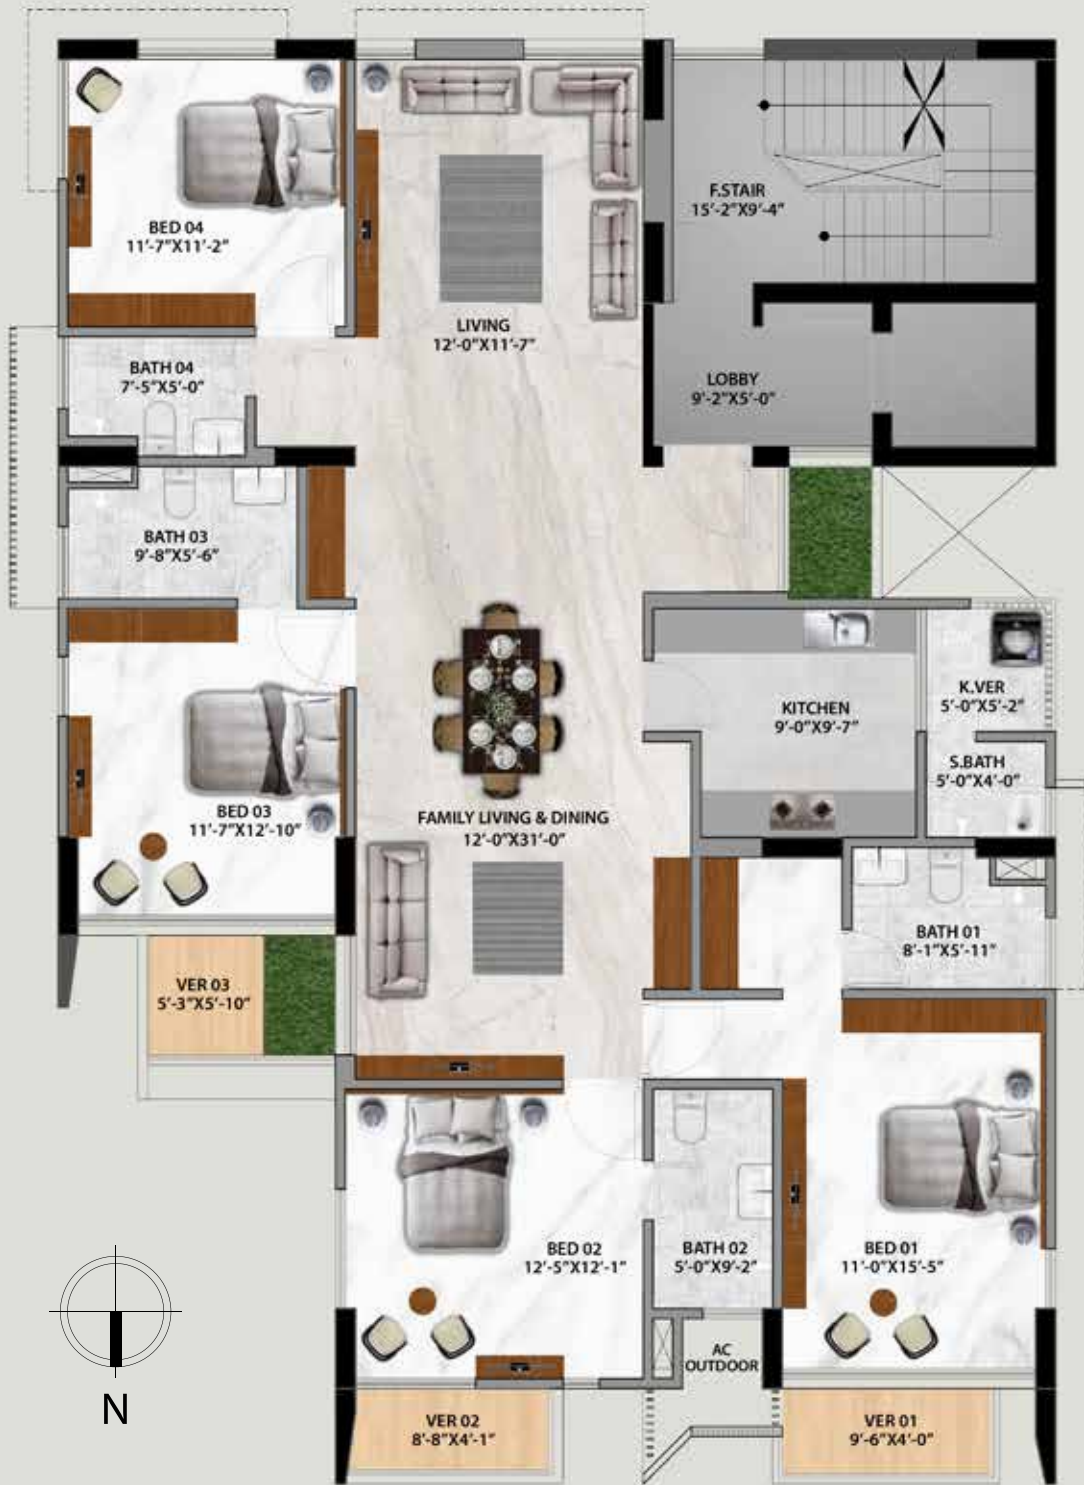 BED 04
11'-7"X11'-2"
F.STAIR
15'-2"X9'-4"
LIVING
12'-0"X11'-7"
BATH 04
7'-5"X5'-0"
LOBBY
9'-2"X5'-0"
BATH 03
9'-8"X5'-6"
K.VER
5'-0"X5'-2"
KITCHEN
9'-0"X9'-7"
S.BATH
5'-0"X4'-0"
BED 03
11'-7"X12'-10"
FAMILY LIVING & DINING
12'-0"X31'-0"
BATH 01
8'-1"X5'-11"
VER 03
5'-3"X5'-10"
BED 02
12'-5"X12'-1"
BATH 02
5'-0"X9'-2"
BED 01
11'-0"X15'-5"
AC
OUTDOOR
N
VER 02
8'-8"X4'-1"
VER 01
9'-6"X4'-0"